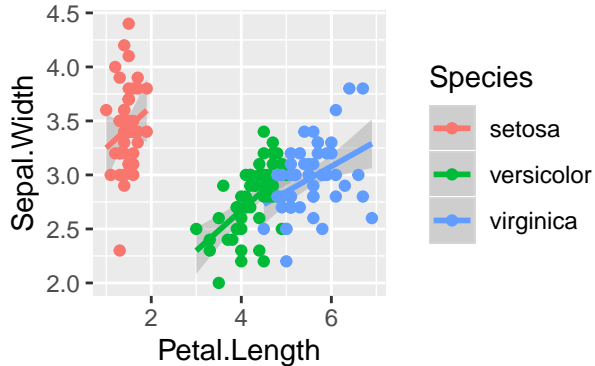 4.5
4.0
3.5
3.0
2.5
2.0
Sepal.Width
2
4
6
Petal.Length
Species
setosa
versicolor
virginica